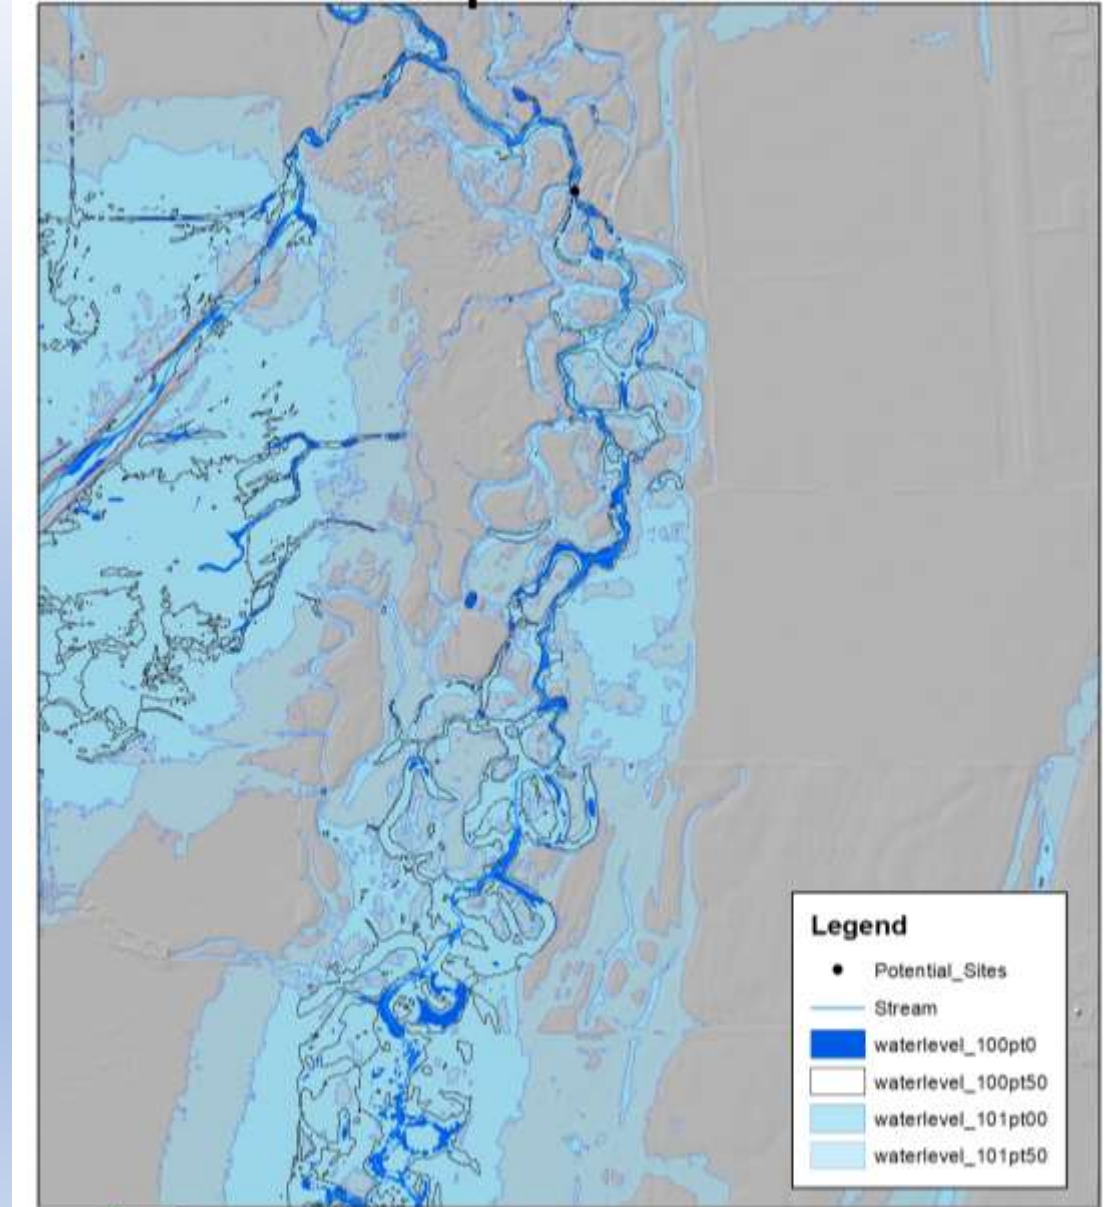 Legend
Potential_Sites
Stream
waterlevel_100pt0
waterlevel_100pt50
waterlevel_101pt00
waterlevel_101pt50